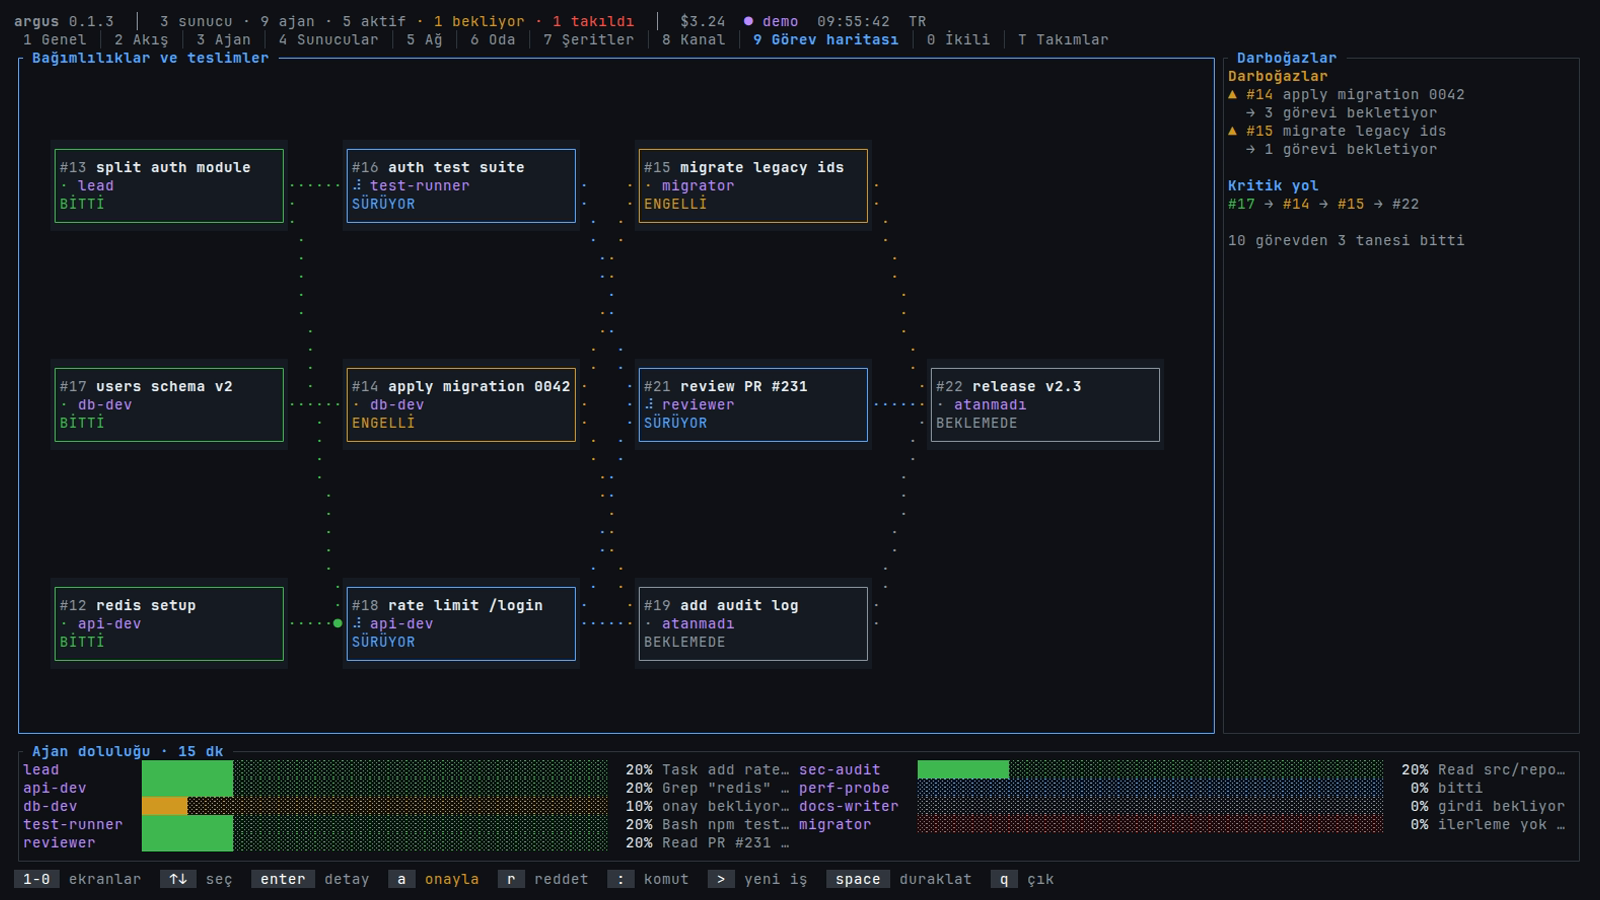 argus 0.1.3 │ 3 sunucu · 9 ajan · 5 aktif · 1 bekliyor · 1 takıldı │ $3.24 ● demo 09:55:42 TR
1 Genel │ 2 Akış │ 3 Ajan │ 4 Sunucular │ 5 Ağ │ 6 Oda │ 7 Şeritler │ 8 Kanal │ 9 Görev haritası │ 0 İkili │ T Takımlar
Bağımlılıklar ve teslimler
#13 split auth module
· lead
BİTTİ
#16 auth test suite
test-runner
SÜRÜYOR
#15 migrate legacy ids
· migrator
ENGELLİ
#17 users schema v2
· db-dev
BİTTİ
#14 apply migration 0042
· db-dev
ENGELLİ
#21 review PR #231
reviewer
SÜRÜYOR
#22 release v2.3
· atanmadı
BEKLEMEDE
#12 redis setup
· api-dev
BİTTİ
#18 rate limit /login
api-dev
SÜRÜYOR
#19 add audit log
· atanmadı
BEKLEMEDE
Darboğazlar
Darboğazlar
▲ #14 apply migration 0042
→ 3 görevi bekletiyor
▲ #15 migrate legacy ids
→ 1 görevi bekletiyor
Kritik yol
#17 → #14 → #15 → #22
10 görevden 3 tanesi bitti
Ajan doluluğu · 15 dk
lead 20% Task add rate…
api-dev 20% Grep "redis" …
db-dev 10% onay bekliyor…
test-runner 20% Bash npm test…
reviewer 20% Read PR #231 …
sec-audit 20% Read src/repo…
perf-probe 0% bitti
docs-writer 0% girdi bekliyor
migrator 0% ilerleme yok …
1-0 ekranlar ↑↓ seç enter detay a onayla r reddet : komut > yeni iş space duraklat q çık